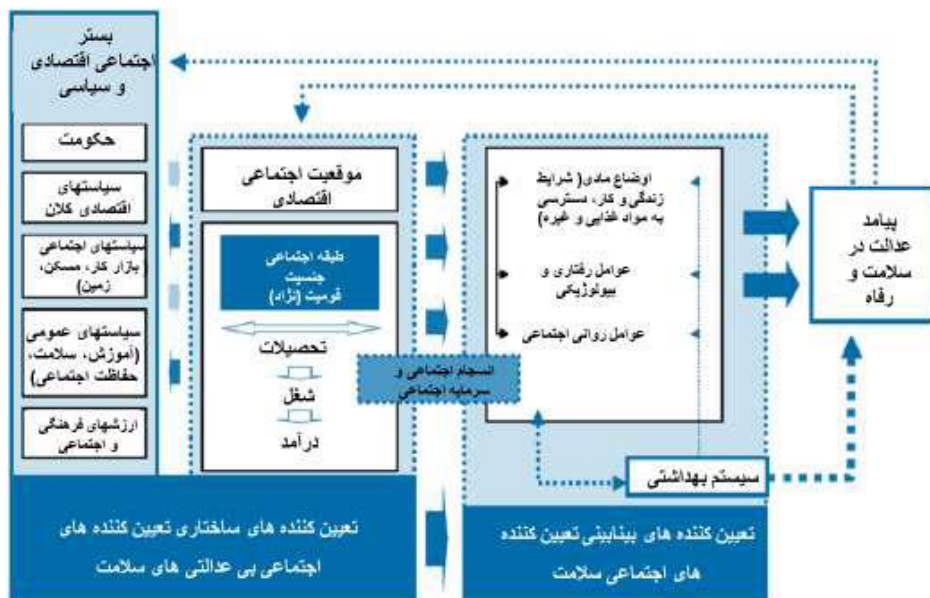 بستر
اجتماعی اقتصادی
و سیاسی
حکومت
سیاستهای
اقتصادی کلان
سیاستهای اجتماعی
( بازار کار، مسکن،
زمین)
سیاستهای عمومی
(آموزش، سلامت،
حفاظت اجتماعی)
ارزشهای فرهنگی
و اجتماعی
موقعیت اجتماعی
اقتصادی
طبقه اجتماعی
جنسیت
قومیت (نژاد)
تحصیلات
شغل
درآمد
انسجام اجتماعی و
سرمایه اجتماعی
اوضاع مادی( شرایط
زندگی و کار، دسترسی
به مواد غذایی و غیره)
عوامل رفتاری و
بیولوژیکی
عوامل روانی اجتماعی
سیستم بهداشتی
پیامد
عدالت در
سلامت و
رفاه
تعیین کننده های ساختاری تعیین کننده های
اجتماعی بی عدالتی های سلامت
تعیین کننده های بینابینی تعیین کننده
های اجتماعی سلامت